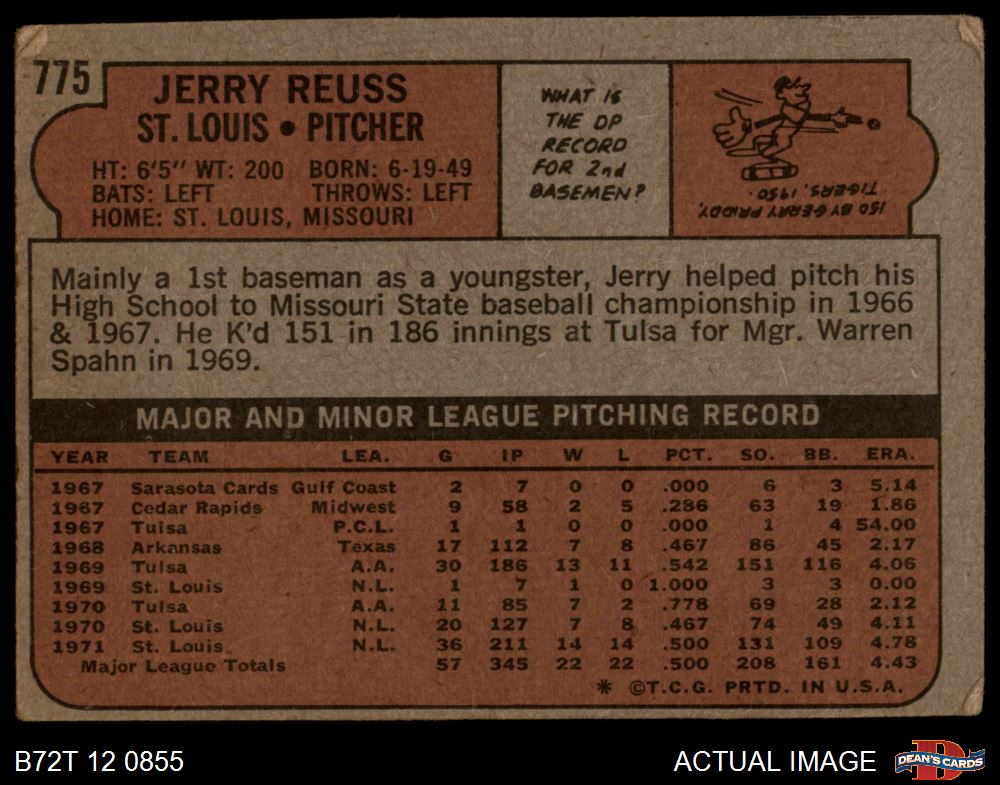 775
JERRY REUSS
ST. LOUIS • PITCHER
HT: 6'5" WT: 200 BORN: 6-19-49
BATS: LEFT THROWS: LEFT
HOME: ST. LOUIS, MISSOURI
WHAT IS
THE DP
RECORD
FOR 2nd
BASEMEN?
150 BY GERRY PRIDDY,
TIGERS, 1950.
Mainly a 1st baseman as a youngster, Jerry helped pitch his
High School to Missouri State baseball championship in 1966
& 1967. He K'd 151 in 186 innings at Tulsa for Mgr. Warren
Spahn in 1969.
MAJOR AND MINOR LEAGUE PITCHING RECORD
YEAR TEAM LEA. G IP W L PCT. SO. BB. ERA.
1967 Sarasota Cards Gulf Coast 2 7 0 0 .000 6 3 5.14
1967 Cedar Rapids Midwest 9 58 2 5 .286 63 19 1.86
1967 Tulsa P.C.L. 1 1 0 0 .000 1 4 54.00
1968 Arkansas Texas 17 112 7 8 .467 86 45 2.17
1969 Tulsa A.A. 30 186 13 11 .542 151 116 4.06
1969 St. Louis N.L. 1 7 1 0 1.000 3 3 0.00
1970 Tulsa A.A. 11 85 7 2 .778 69 28 2.12
1970 St. Louis N.L. 20 127 7 8 .467 74 49 4.11
1971 St. Louis N.L. 36 211 14 14 .500 131 109 4.78
Major League Totals 57 345 22 22 .500 208 161 4.43
* ©T.C.G. PRTD. IN U.S.A.
B72T 12 0855
ACTUAL IMAGE
DEAN'S CARDS